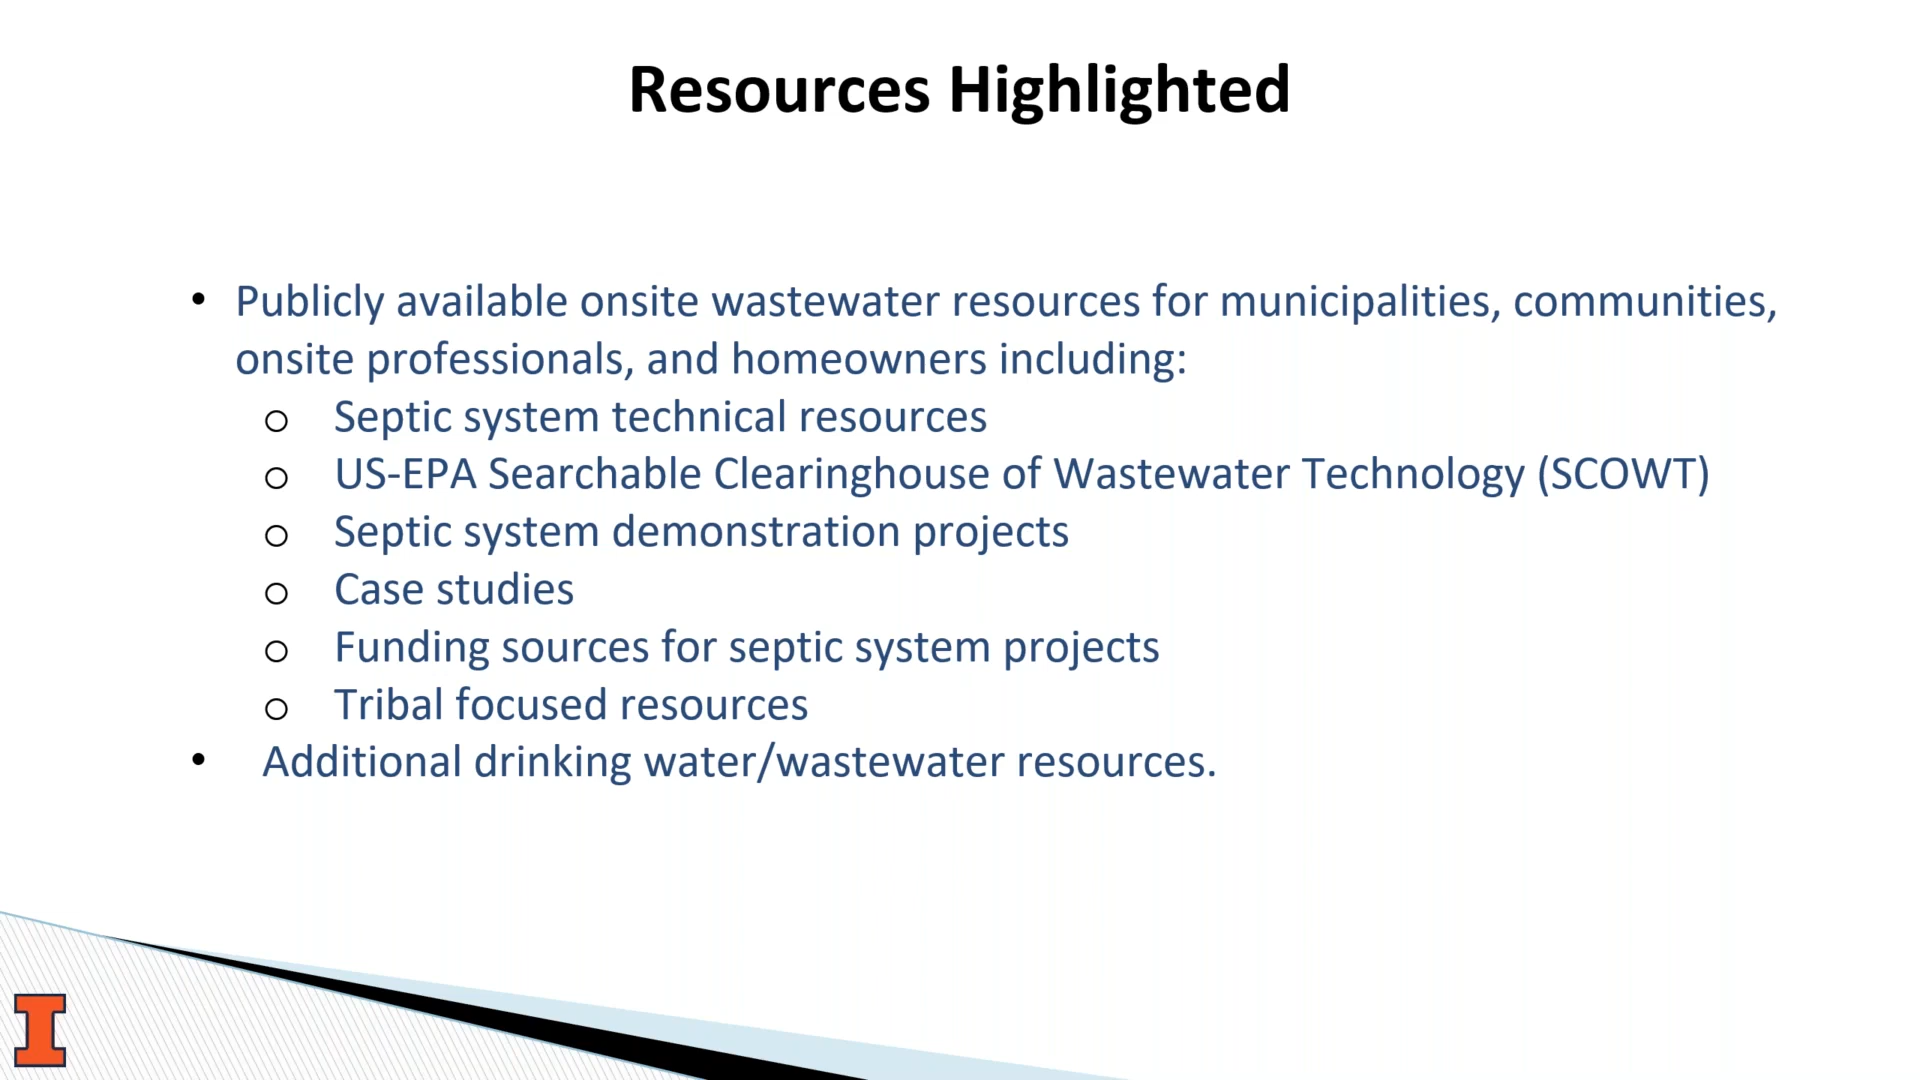 Resources Highlighted
• Publicly available onsite wastewater resources for municipalities, communities,
onsite professionals, and homeowners including:
o Septic system technical resources
o US-EPA Searchable Clearinghouse of Wastewater Technology (SCOWT)
o Septic system demonstration projects
o Case studies
o Funding sources for septic system projects
o Tribal focused resources
• Additional drinking water/wastewater resources.
I